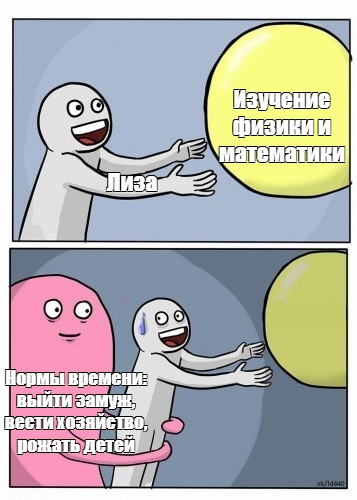 Изучение
физики и
математики
Лиза
Нормы времени:
выйти замуж,
вести хозяйство,
рожать детей
vk/ld440